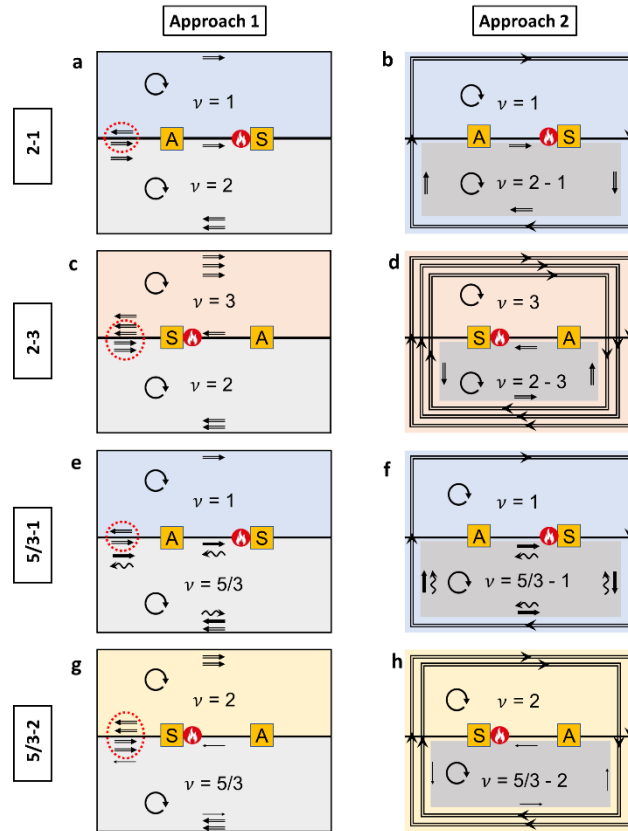 Approach 1
Approach 2
2-1
a
ν = 1
A
S
ν = 2
b
ν = 1
A
S
ν = 2 - 1
2-3
c
ν = 3
S
A
ν = 2
d
ν = 3
S
A
ν = 2 - 3
5/3-1
e
ν = 1
A
S
ν = 5/3
f
ν = 1
A
S
ν = 5/3 - 1
5/3-2
g
ν = 2
S
A
ν = 5/3
h
ν = 2
S
A
ν = 5/3 - 2